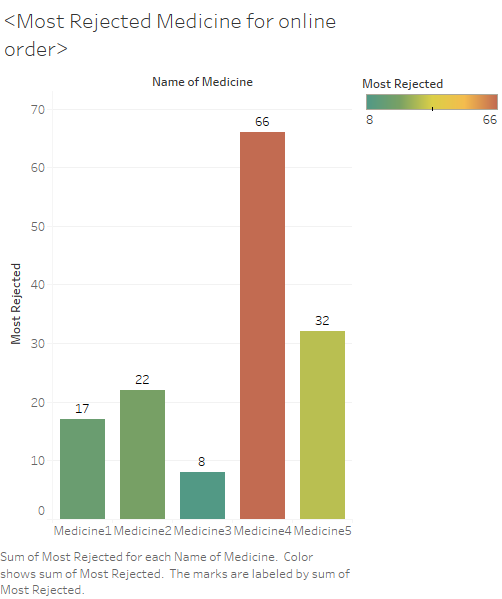 <Most Rejected Medicine for online
order>
Name of Medicine
Most Rejected
8 66
Most Rejected
70
60
50
40
30
20
10
0
17
22
8
66
32
Medicine1 Medicine2 Medicine3 Medicine4 Medicine5
Sum of Most Rejected for each Name of Medicine.  Color
shows sum of Most Rejected.  The marks are labeled by sum of
Most Rejected.